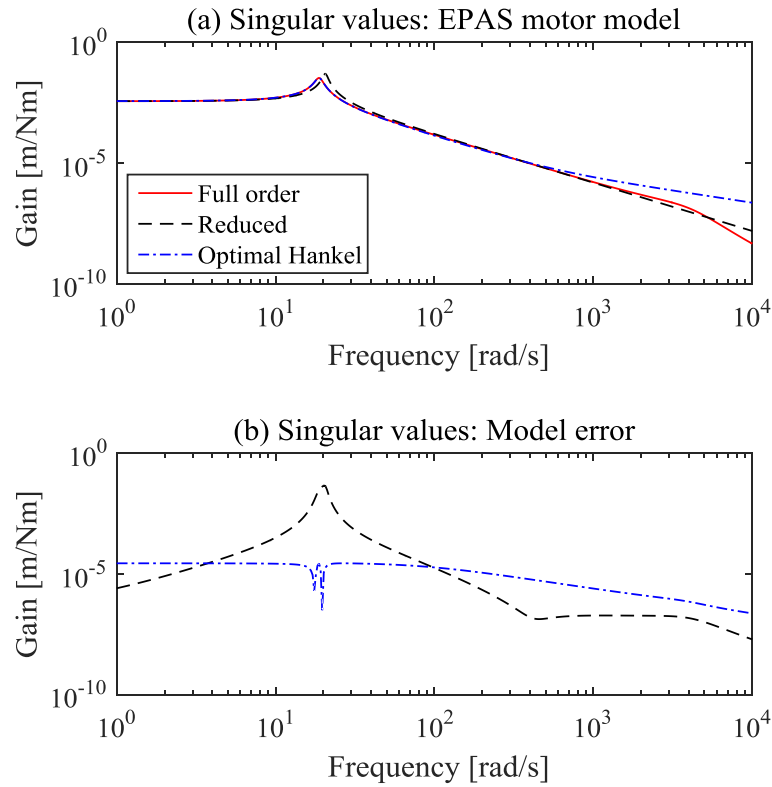 (a) Singular values: EPAS motor model
Gain [m/Nm]
10^0
10^-5
10^-10
Full order
Reduced
Optimal Hankel
10^0 10^1 10^2 10^3 10^4
Frequency [rad/s]
(b) Singular values: Model error
Gain [m/Nm]
10^0
10^-5
10^-10
10^0 10^1 10^2 10^3 10^4
Frequency [rad/s]